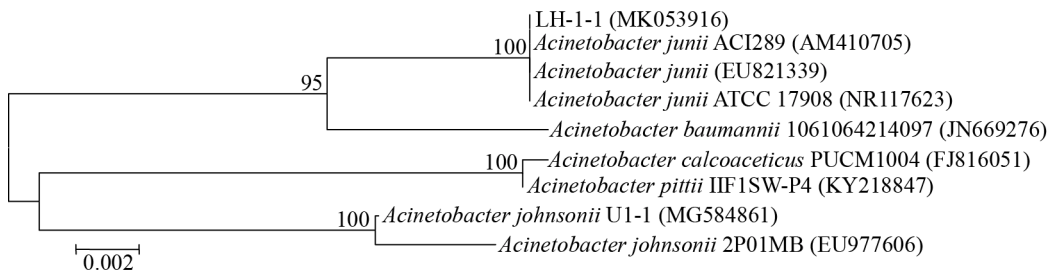 LH-1-1 (MK053916)
100
Acinetobacter junii ACI289 (AM410705)
Acinetobacter junii (EU821339)
95
Acinetobacter junii ATCC 17908 (NR117623)
Acinetobacter baumannii 1061064214097 (JN669276)
100
Acinetobacter calcoaceticus PUCM1004 (FJ816051)
Acinetobacter pittii IIF1SW-P4 (KY218847)
100
Acinetobacter johnsonii U1-1 (MG584861)
Acinetobacter johnsonii 2P01MB (EU977606)
0.002